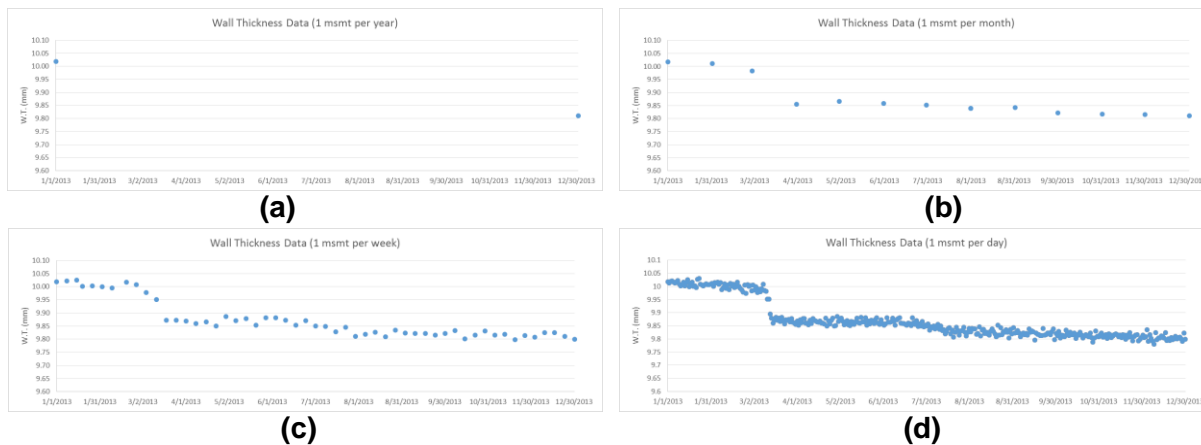 Wall Thickness Data (1 msmt per year)
W.T. (mm)
10.10
10.05
10.00
9.95
9.90
9.85
9.80
9.75
9.70
9.65
9.60
1/1/2013 1/31/2013 3/2/2013 4/1/2013 5/2/2013 6/1/2013 7/1/2013 8/1/2013 8/31/2013 9/30/2013 10/31/2013 11/30/2013 12/30/2013
(a)
Wall Thickness Data (1 msmt per month)
W.T. (mm)
10.10
10.05
10.00
9.95
9.90
9.85
9.80
9.75
9.70
9.65
9.60
1/1/2013 1/31/2013 3/2/2013 4/1/2013 5/2/2013 6/1/2013 7/1/2013 8/1/2013 8/31/2013 9/30/2013 10/31/2013 11/30/2013 12/30/2013
(b)
Wall Thickness Data (1 msmt per week)
W.T. (mm)
10.10
10.05
10.00
9.95
9.90
9.85
9.80
9.75
9.70
9.65
9.60
1/1/2013 1/31/2013 3/2/2013 4/1/2013 5/2/2013 6/1/2013 7/1/2013 8/1/2013 8/31/2013 9/30/2013 10/31/2013 11/30/2013 12/30/2013
(c)
Wall Thickness Data (1 msmt per day)
W.T. (mm)
10.1
10.05
10
9.95
9.9
9.85
9.8
9.75
9.7
9.65
9.6
1/1/2013 1/31/2013 3/2/2013 4/1/2013 5/2/2013 6/1/2013 7/1/2013 8/1/2013 8/31/2013 9/30/2013 10/31/2013 11/30/2013 12/30/2013
(d)